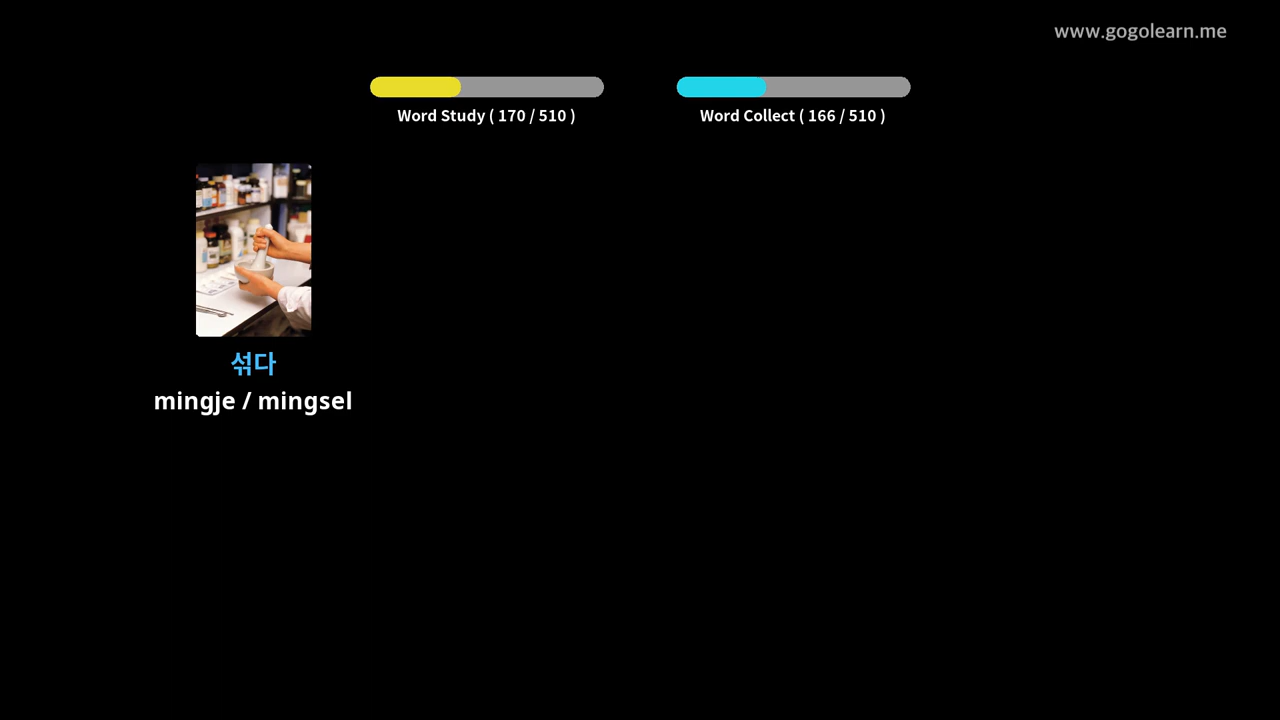 www.gogolearn.me
Word Study ( 170 / 510 )
Word Collect ( 166 / 510 )
섞다
mingje / mingsel